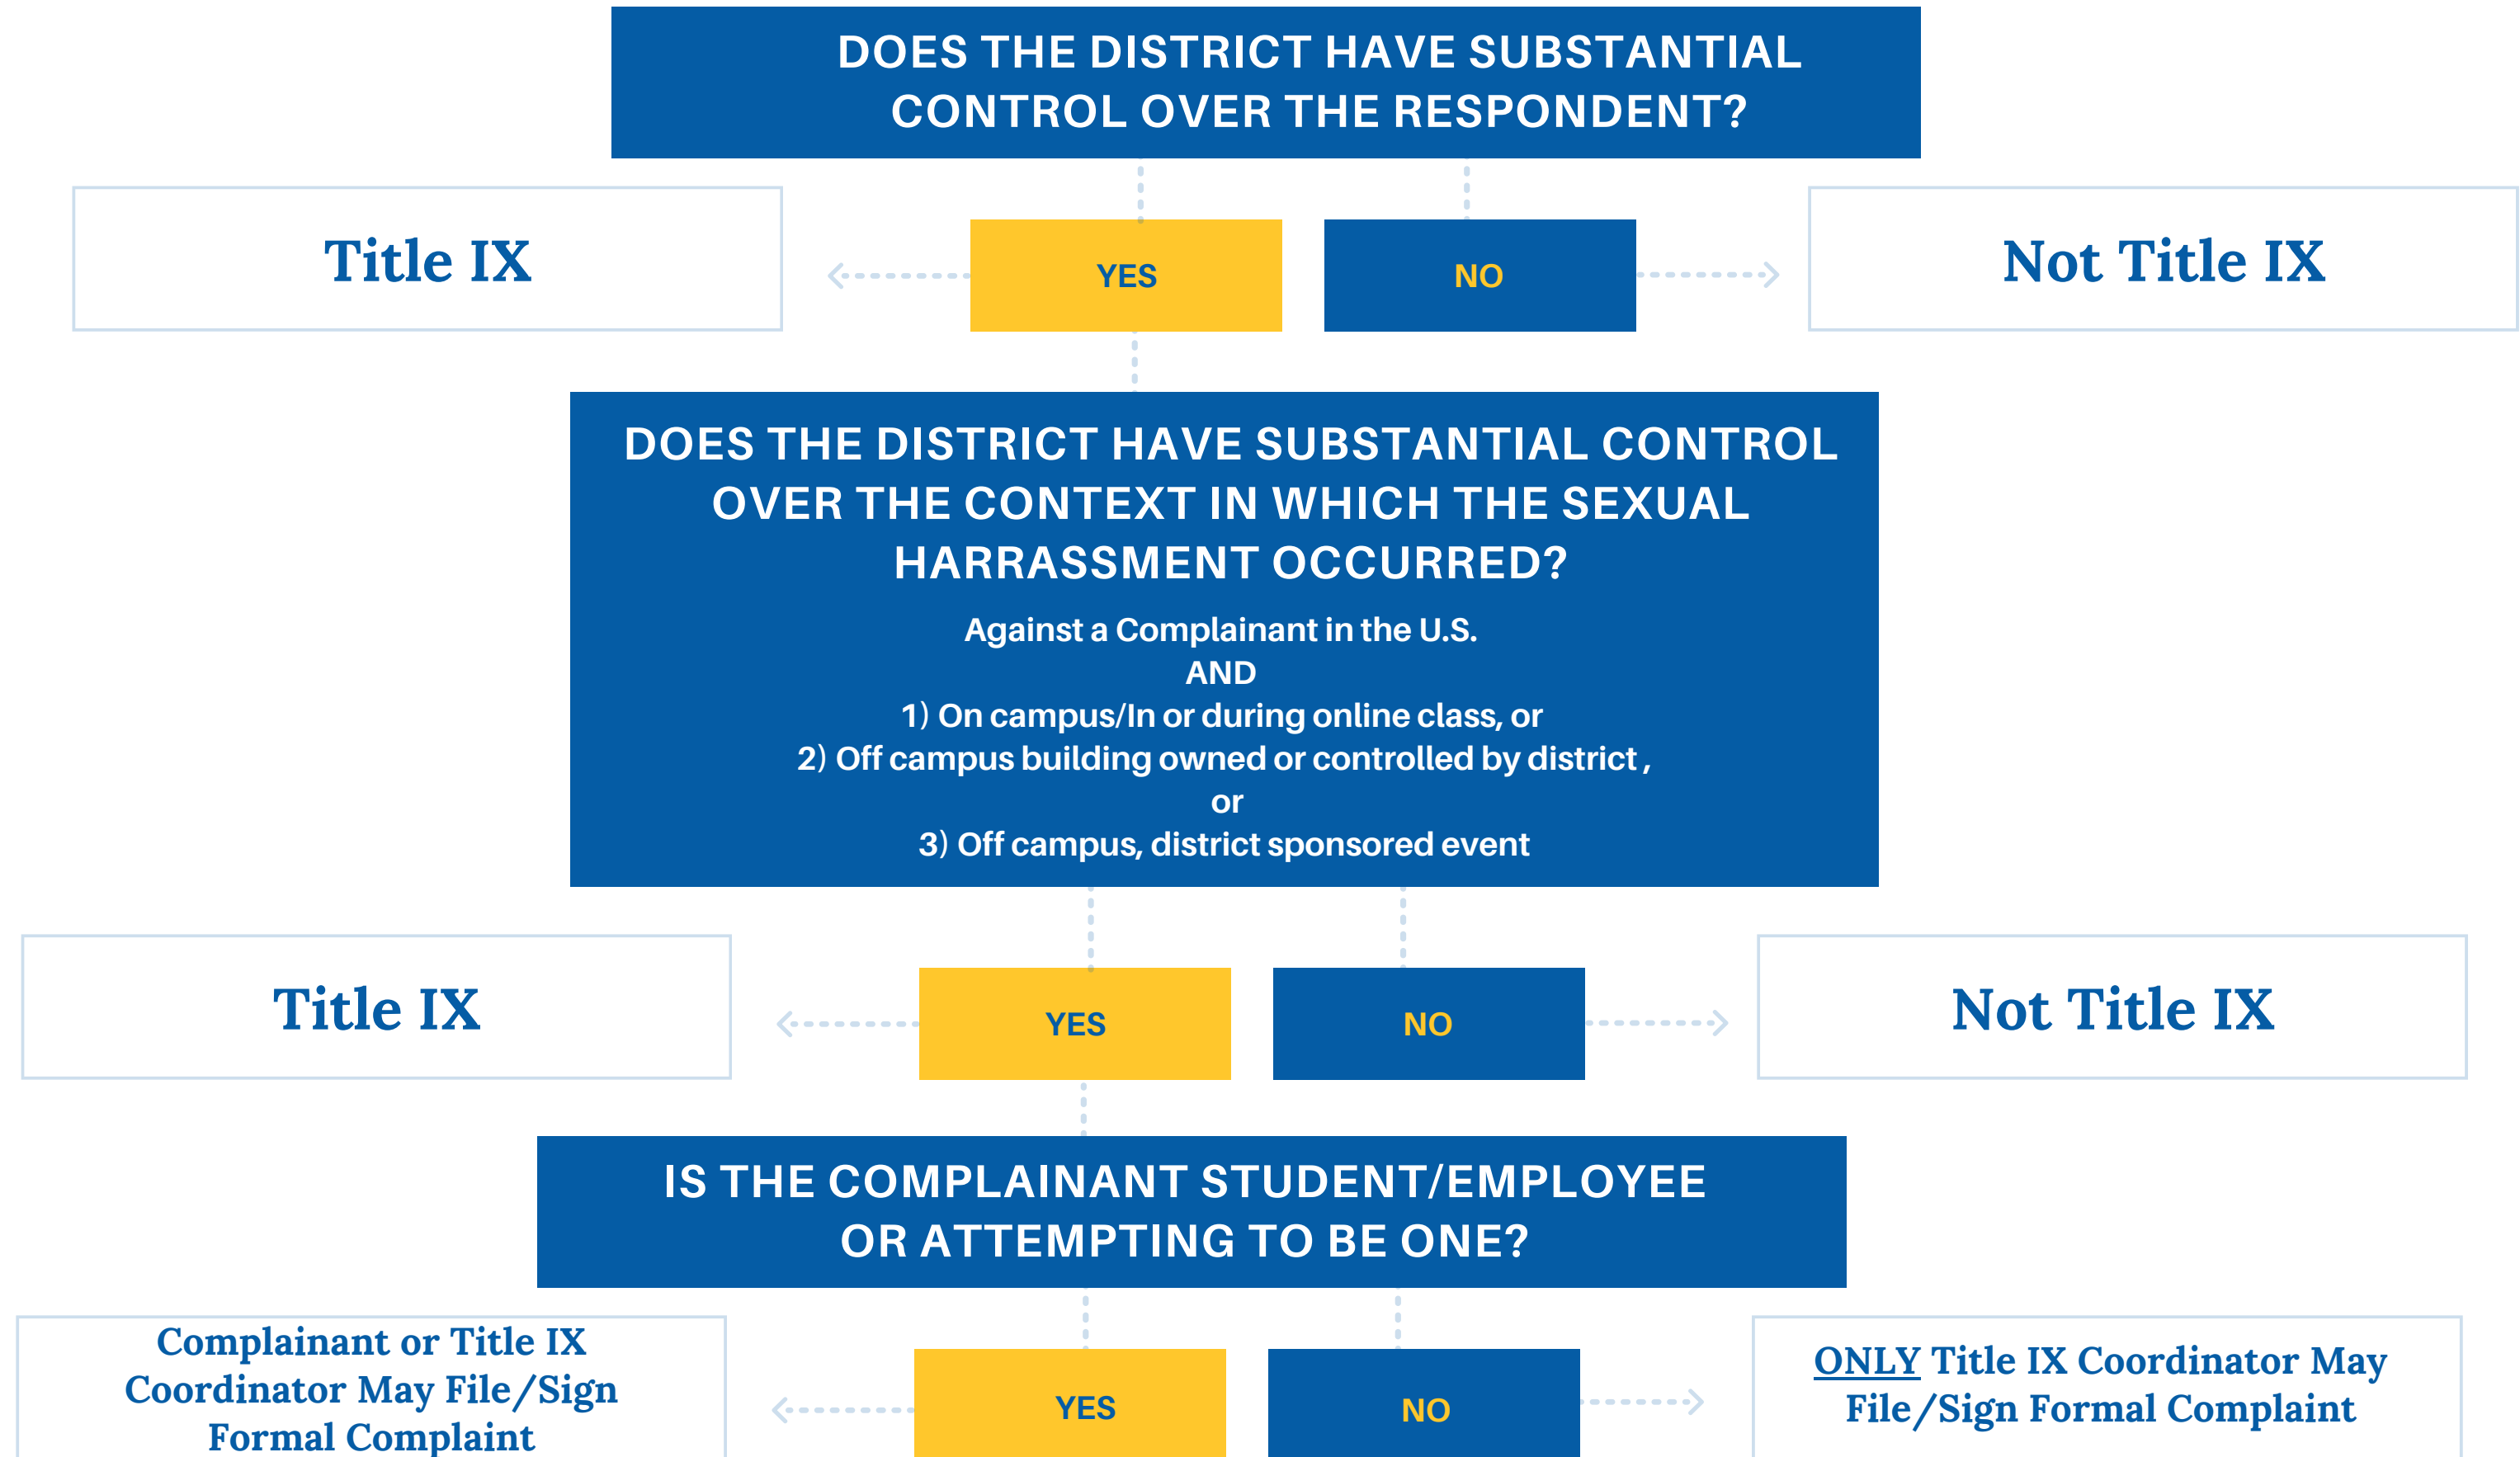 DOES THE DISTRICT HAVE SUBSTANTIAL
CONTROL OVER THE RESPONDENT?
Title IX
YES
NO
Not Title IX
DOES THE DISTRICT HAVE SUBSTANTIAL CONTROL
OVER THE CONTEXT IN WHICH THE SEXUAL
HARRASSMENT OCCURRED?
Against a Complainant in the U.S.
AND
1) On campus/In or during online class, or
2) Off campus building owned or controlled by district ,
or
3) Off campus, district sponsored event
Title IX
YES
NO
Not Title IX
IS THE COMPLAINANT STUDENT/EMPLOYEE
OR ATTEMPTING TO BE ONE?
Complainant or Title IX
Coordinator May File/Sign
Formal Complaint
YES
NO
ONLY Title IX Coordinator May
File/Sign Formal Complaint